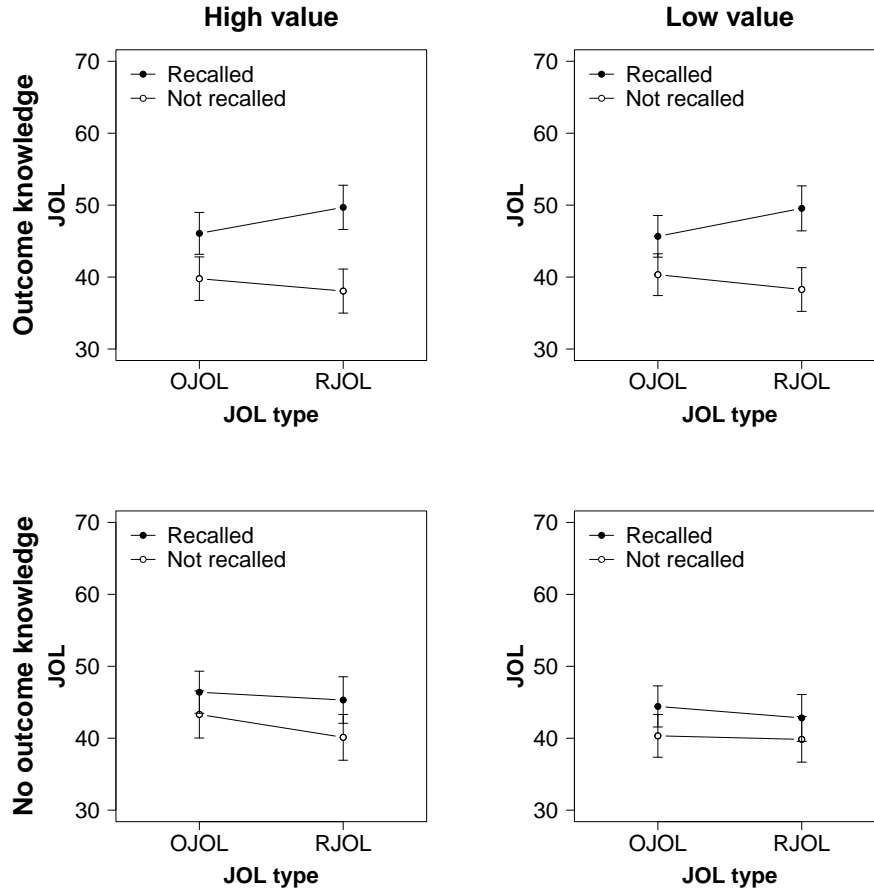 High value
Low value
Outcome knowledge
JOL
70
60
50
40
30
Recalled
Not recalled
OJOL
RJOL
JOL type
JOL
70
60
50
40
30
Recalled
Not recalled
OJOL
RJOL
JOL type
No outcome knowledge
JOL
70
60
50
40
30
Recalled
Not recalled
OJOL
RJOL
JOL type
JOL
70
60
50
40
30
Recalled
Not recalled
OJOL
RJOL
JOL type